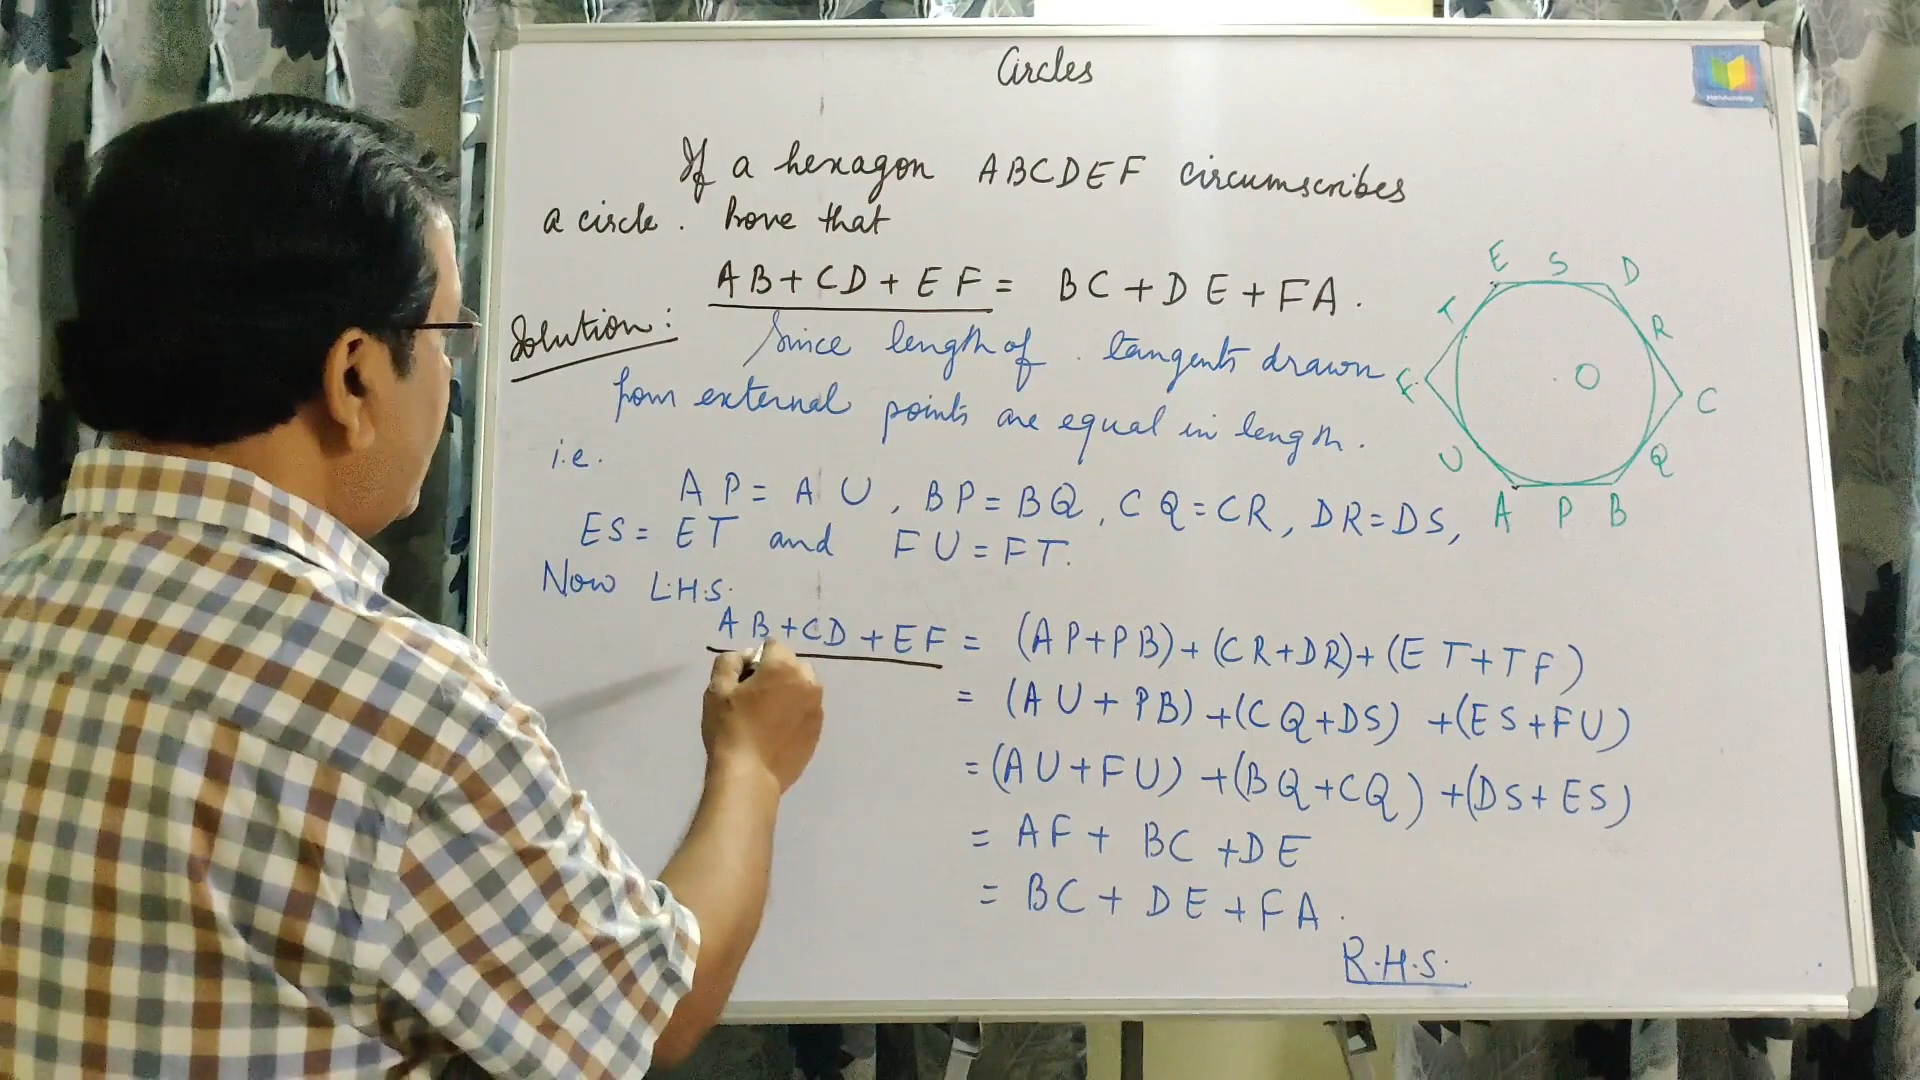 Circles
If a hexagon ABCDEF circumscribes
a circle. Prove that
AB+CD+EF = BC+DE+FA.
Solution: Since length of tangents drawn
from external points are equal in length.
i.e.
AP=AU, BP=BQ, CQ=CR, DR=DS,
ES=ET and FU=FT.
Now L.H.S.
AB+CD+EF = (AP+PB)+(CR+DR)+(ET+TF)
= (AU+PB)+(CQ+DS)+(ES+FU)
=(AU+FU)+(BQ+CQ)+(DS+ES)
= AF+BC+DE
= BC+DE+FA.
R.H.S.
E S D
T R
F O C
U Q
A P B
MathAcademy